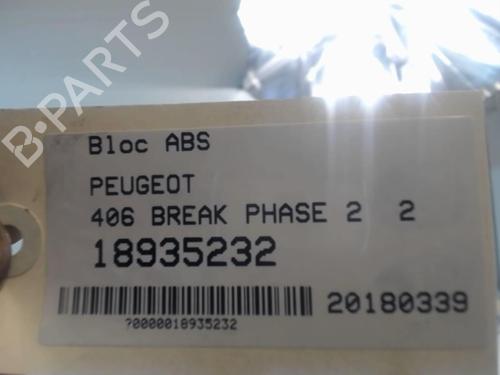 B-PARTS
Bloc ABS
PEUGEOT
406 BREAK PHASE 2 2
18935232
20180339
?0000018935232